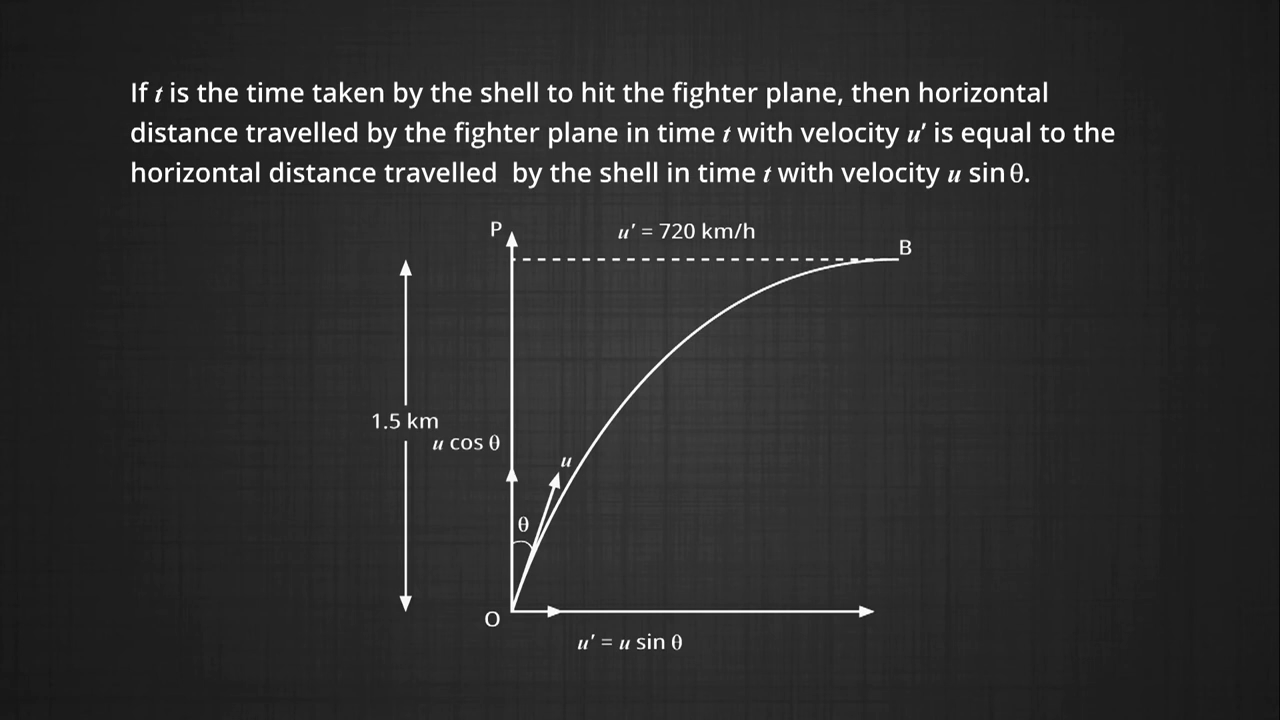 If t is the time taken by the shell to hit the fighter plane, then horizontal
distance travelled by the fighter plane in time t with velocity u′ is equal to the
horizontal distance travelled by the shell in time t with velocity u sin θ.
P
u′ = 720 km/h
B
1.5 km
u cos θ
u
θ
O
u′ = u sin θ